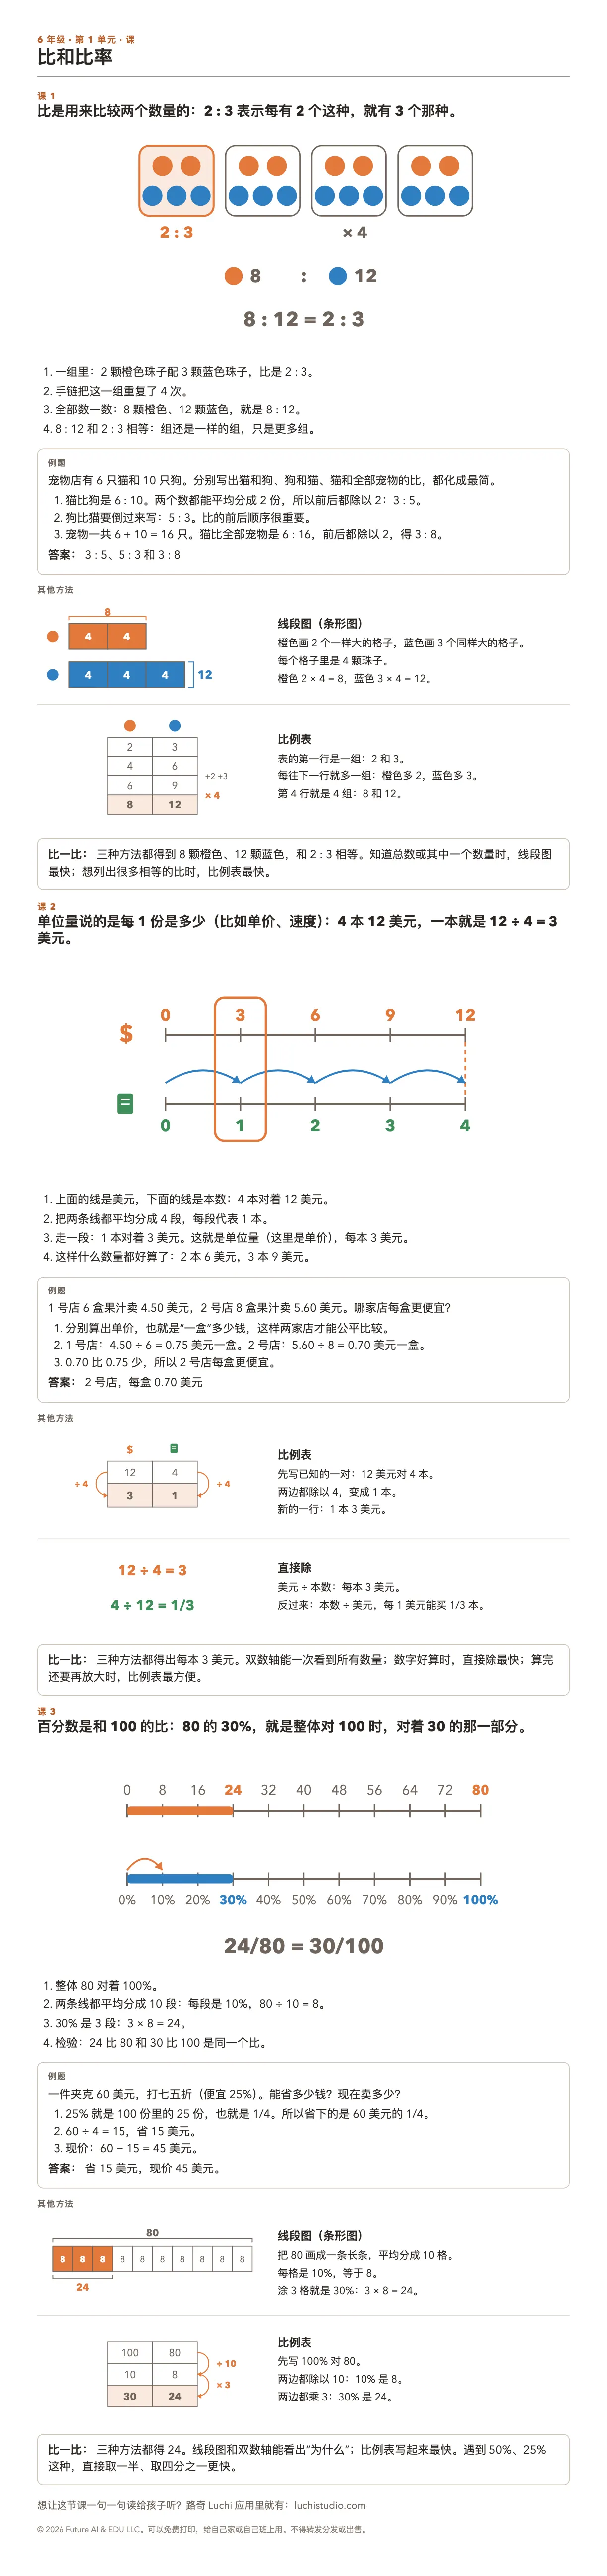 6 年级 · 第 1 单元 · 课
比和比率
课 1
比是用来比较两个数量的：2 : 3 表示每有 2 个这种，就有 3 个那种。
2 : 3
× 4
8 : 12
8 : 12 = 2 : 3
1. 一组里：2 颗橙色珠子配 3 颗蓝色珠子，比是 2 : 3。
2. 手链把这一组重复了 4 次。
3. 全部数一数：8 颗橙色、12 颗蓝色，就是 8 : 12。
4. 8 : 12 和 2 : 3 相等：组还是一样的组，只是更多组。
例题
宠物店有 6 只猫和 10 只狗。分别写出猫和狗、狗和猫、猫和全部宠物的比，都化成最简。
1. 猫比狗是 6 : 10。两个数都能平均分成 2 份，所以前后都除以 2：3 : 5。
2. 狗比猫要倒过来写：5 : 3。比的前后顺序很重要。
3. 宠物一共 6 + 10 = 16 只。猫比全部宠物是 6 : 16，前后都除以 2，得 3 : 8。
答案： 3 : 5、5 : 3 和 3 : 8
其他方法
8
4 4
4 4 4 12
线段图（条形图）
橙色画 2 个一样大的格子，蓝色画 3 个同样大的格子。
每个格子里是 4 颗珠子。
橙色 2 × 4 = 8，蓝色 3 × 4 = 12。
2 3
4 6
6 9
8 12
+2 +3
× 4
比例表
表的第一行是一组：2 和 3。
每往下一行就多一组：橙色多 2，蓝色多 3。
第 4 行就是 4 组：8 和 12。
比一比： 三种方法都得到 8 颗橙色、12 颗蓝色，和 2 : 3 相等。知道总数或其中一个数量时，线段图
最快；想列出很多相等的比时，比例表最快。
课 2
单位量说的是每 1 份是多少（比如单价、速度）：4 本 12 美元，一本就是 12 ÷ 4 = 3
美元。
0 3 6 9 12
$
0 1 2 3 4
1. 上面的线是美元，下面的线是本数：4 本对着 12 美元。
2. 把两条线都平均分成 4 段，每段代表 1 本。
3. 走一段：1 本对着 3 美元。这就是单位量（这里是单价），每本 3 美元。
4. 这样什么数量都好算了：2 本 6 美元，3 本 9 美元。
例题
1 号店 6 盒果汁卖 4.50 美元，2 号店 8 盒果汁卖 5.60 美元。哪家店每盒更便宜？
1. 分别算出单价，也就是“一盒”多少钱，这样两家店才能公平比较。
2. 1 号店：4.50 ÷ 6 = 0.75 美元一盒。2 号店：5.60 ÷ 8 = 0.70 美元一盒。
3. 0.70 比 0.75 少，所以 2 号店每盒更便宜。
答案： 2 号店，每盒 0.70 美元
其他方法
$
12 4
÷ 4 ÷ 4
3 1
比例表
先写已知的一对：12 美元对 4 本。
两边都除以 4，变成 1 本。
新的一行：1 本 3 美元。
12 ÷ 4 = 3
4 ÷ 12 = 1/3
直接除
美元 ÷ 本数：每本 3 美元。
反过来：本数 ÷ 美元，每 1 美元能买 1/3 本。
比一比： 三种方法都得出每本 3 美元。双数轴能一次看到所有数量；数字好算时，直接除最快；算完
还要再放大时，比例表最方便。
课 3
百分数是和 100 的比：80 的 30%，就是整体对 100 时，对着 30 的那一部分。
0 8 16 24 32 40 48 56 64 72 80
0% 10% 20% 30% 40% 50% 60% 70% 80% 90% 100%
24/80 = 30/100
1. 整体 80 对着 100%。
2. 两条线都平均分成 10 段：每段是 10%，80 ÷ 10 = 8。
3. 30% 是 3 段：3 × 8 = 24。
4. 检验：24 比 80 和 30 比 100 是同一个比。
例题
一件夹克 60 美元，打七五折（便宜 25%）。能省多少钱？现在卖多少？
1. 25% 就是 100 份里的 25 份，也就是 1/4。所以省下的是 60 美元的 1/4。
2. 60 ÷ 4 = 15，省 15 美元。
3. 现价：60 − 15 = 45 美元。
答案： 省 15 美元，现价 45 美元。
其他方法
80
8 8 8 8 8 8 8 8 8 8
24
线段图（条形图）
把 80 画成一条长条，平均分成 10 格。
每格是 10%，等于 8。
涂 3 格就是 30%：3 × 8 = 24。
100 80
10 8
30 24
÷ 10
× 3
比例表
先写 100% 对 80。
两边都除以 10：10% 是 8。
两边都乘 3：30% 是 24。
比一比： 三种方法都得 24。线段图和双数轴能看出“为什么”；比例表写起来最快。遇到 50%、25%
这种，直接取一半、取四分之一更快。
想让这节课一句一句读给孩子听？路奇 Luchi 应用里就有：luchistudio.com
© 2026 Future AI & EDU LLC。可以免费打印，给自己家或自己班上用。不得转发分发或出售。